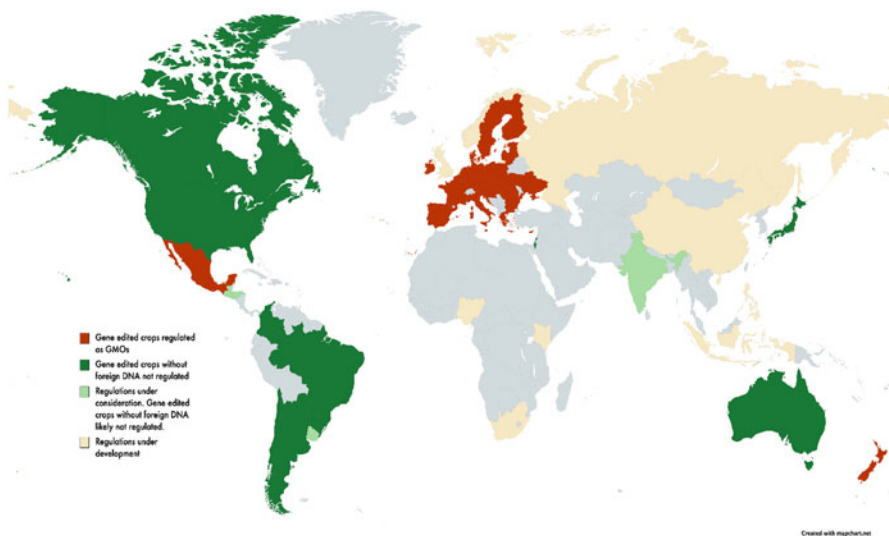 Gene edited crops regulated
as GMOs
Gene edited crops without
foreign DNA not regulated
Regulations under
consideration. Gene edited
crops without foreign DNA
likely not regulated.
Regulations under
development
Created with mapchart.net